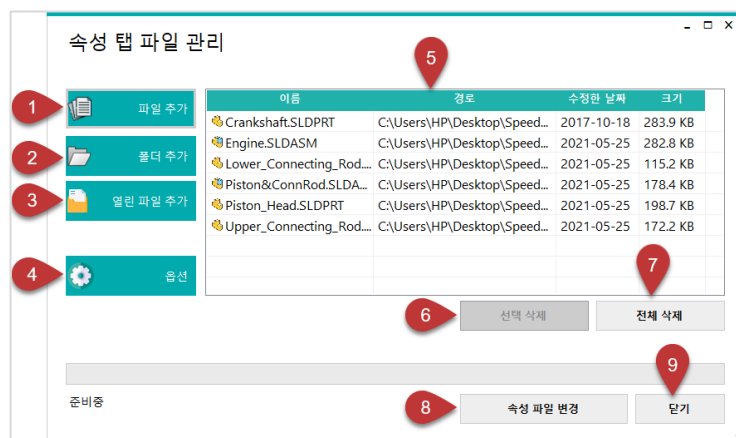 속성 탭 파일 관리
5
이름 경로 수정한 날짜 크기
1 파일 추가
Crankshaft.SLDPRT C:\Users\HP\Desktop\Speed... 2017-10-18 283.9 KB
Engine.SLDASM C:\Users\HP\Desktop\Speed... 2021-05-25 282.8 KB
2 폴더 추가
Lower_Connecting_Rod.... C:\Users\HP\Desktop\Speed... 2021-05-25 115.2 KB
Piston&ConnRod.SLDA... C:\Users\HP\Desktop\Speed... 2021-05-25 178.4 KB
3 열린 파일 추가
Piston_Head.SLDPRT C:\Users\HP\Desktop\Speed... 2021-05-25 198.7 KB
Upper_Connecting_Rod.... C:\Users\HP\Desktop\Speed... 2021-05-25 172.2 KB
4 옵션
7
6 선택 삭제 전체 삭제
9
준비중
8 속성 파일 변경 닫기